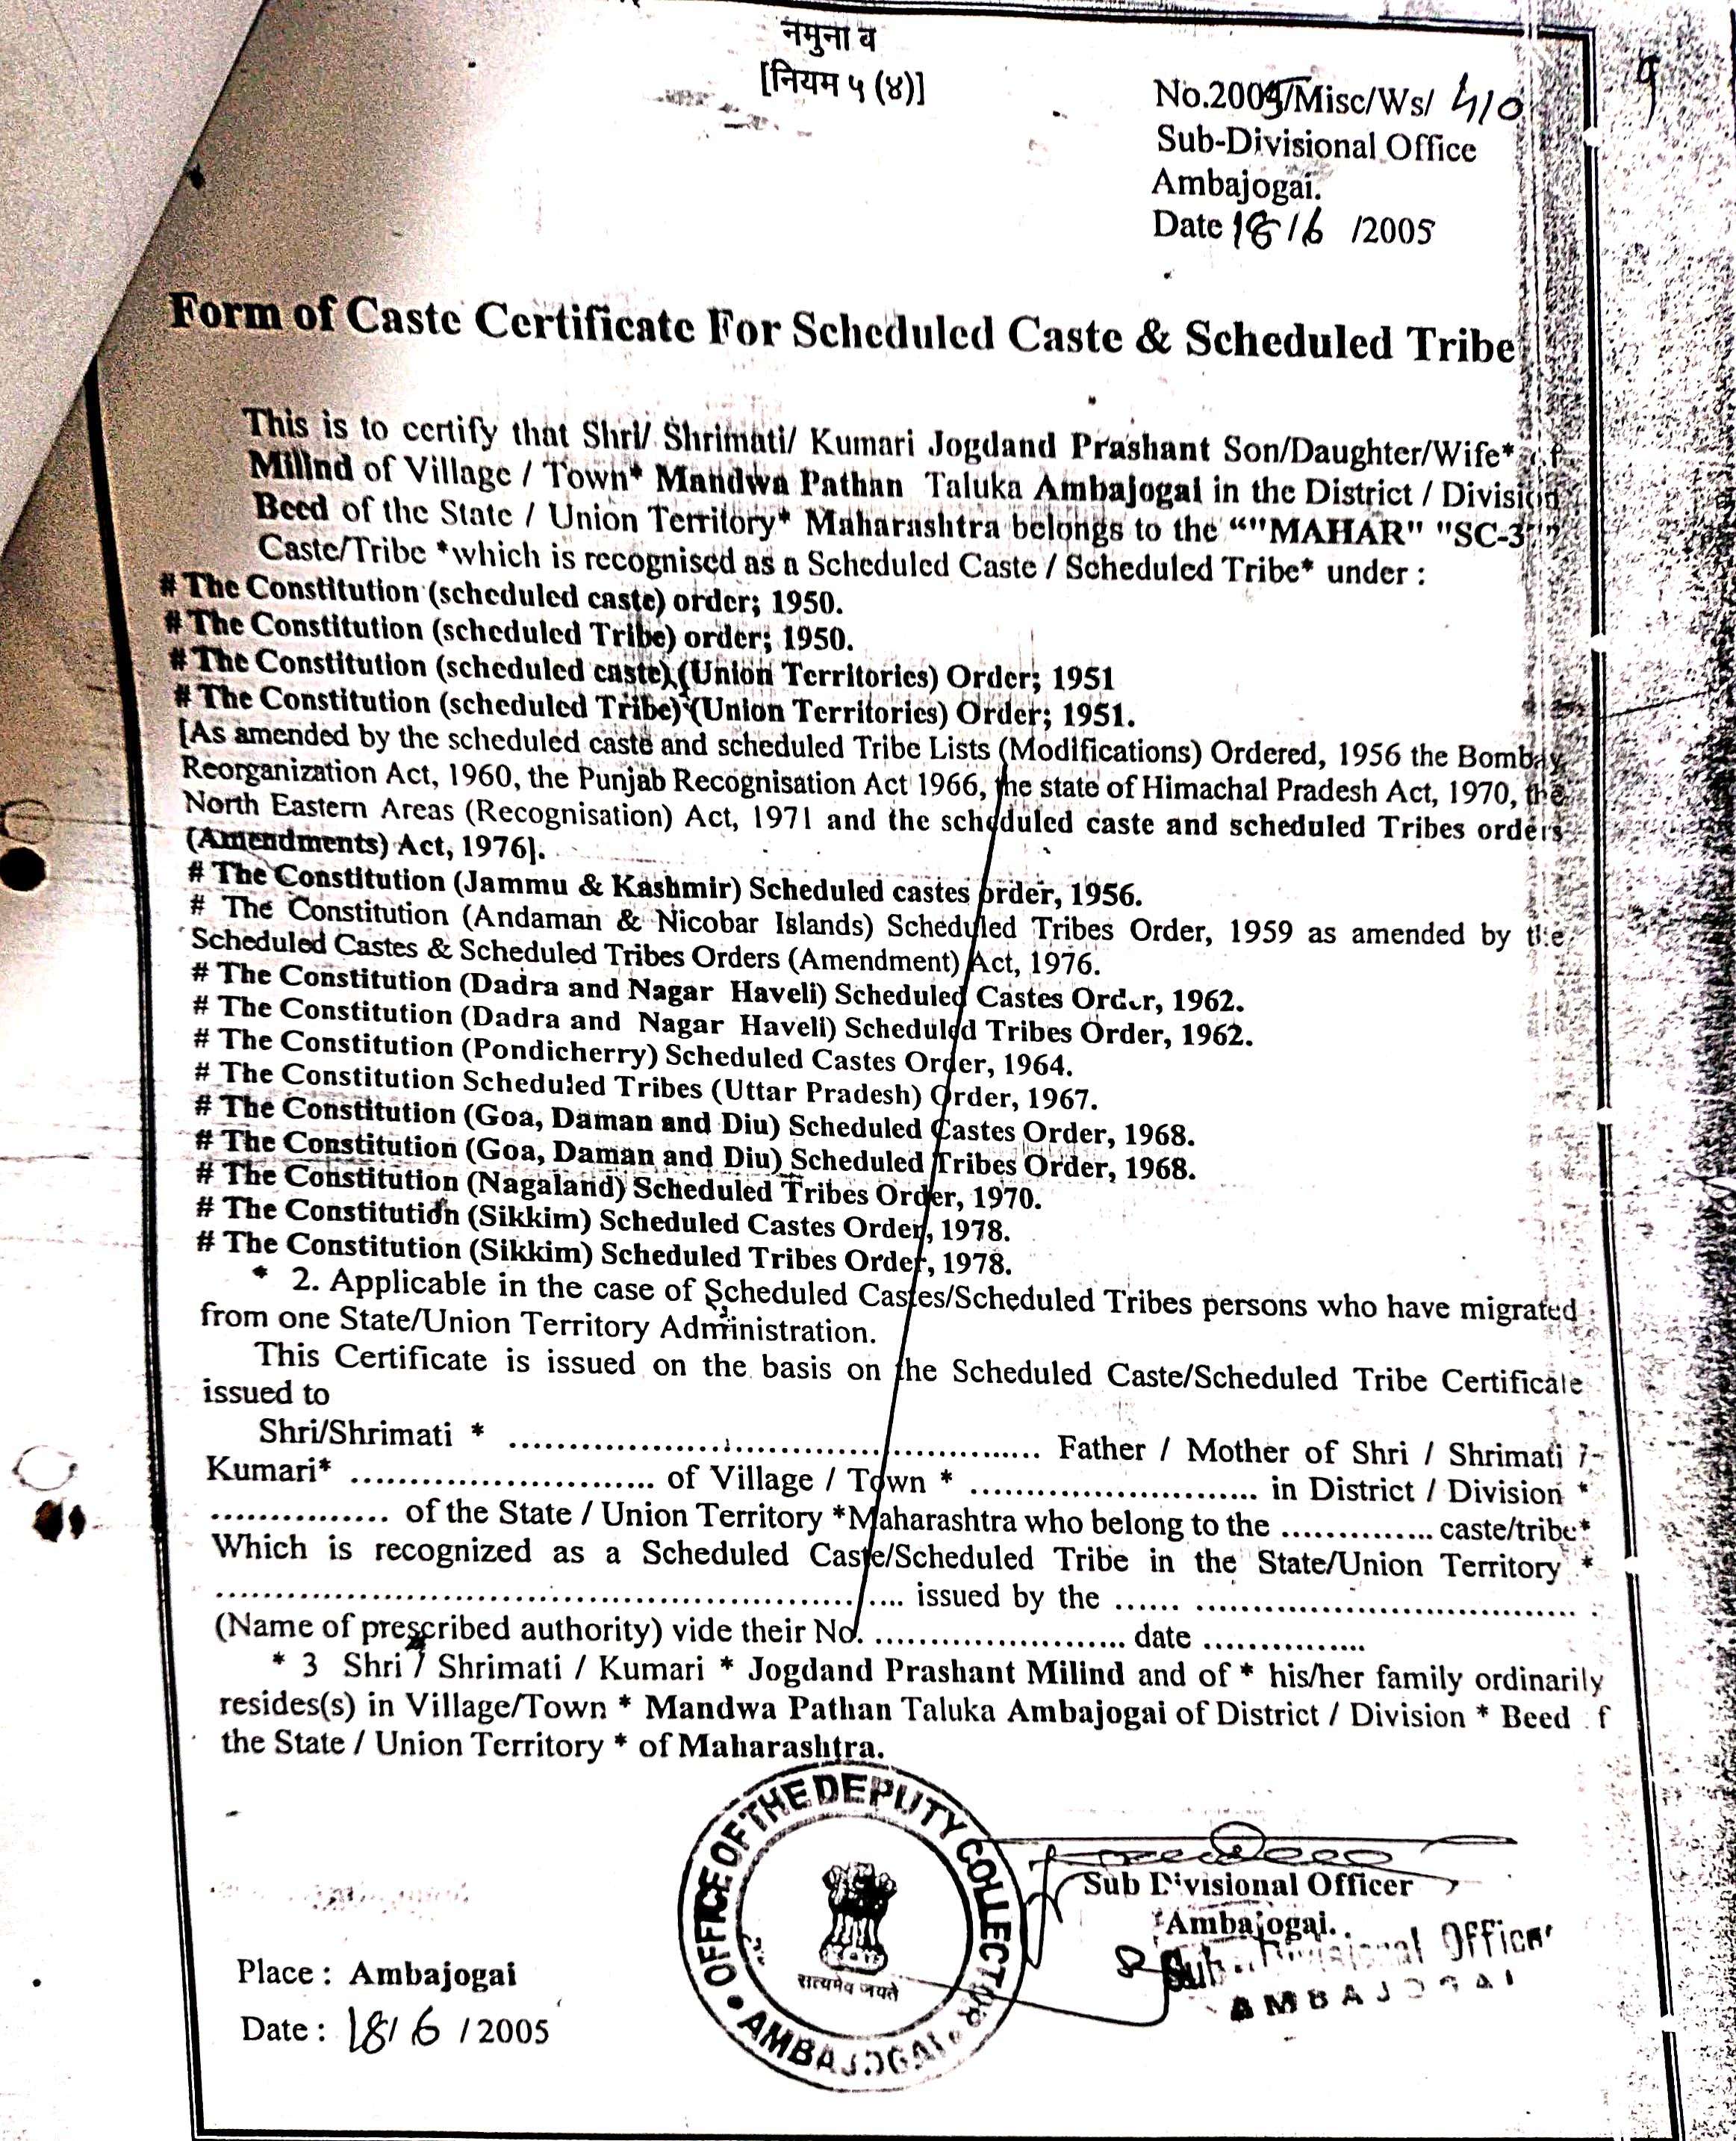 नमुना ब
[नियम ५ (४)]
No.2005/Misc/Ws/ 410
Sub-Divisional Office
Ambajogai.
Date 18/6 /2005
Form of Caste Certificate For Scheduled Caste & Scheduled Tribe
This is to certify that Shri/ Shrimati/ Kumari Jogdand Prashant Son/Daughter/Wife*
Milind of Village / Town* Mandwa Pathan Taluka Ambajogai in the District / Division
Beed of the State / Union Territory* Maharashtra belongs to the “"MAHAR" "SC-37"
Caste/Tribe *which is recognised as a Scheduled Caste / Scheduled Tribe* under :
# The Constitution (scheduled caste) order; 1950.
# The Constitution (scheduled Tribe) order; 1950.
# The Constitution (scheduled caste) (Union Territories) Order; 1951
# The Constitution (scheduled Tribe) (Union Territories) Order; 1951.
[As amended by the scheduled caste and scheduled Tribe Lists (Modifications) Ordered, 1956 the Bombay
Reorganization Act, 1960, the Punjab Recognisation Act 1966, the state of Himachal Pradesh Act, 1970, the
North Eastern Areas (Recognisation) Act, 1971 and the scheduled caste and scheduled Tribes orders
(Amendments) Act, 1976].
# The Constitution (Jammu & Kashmir) Scheduled castes order, 1956.
# The Constitution (Andaman & Nicobar Islands) Scheduled Tribes Order, 1959 as amended by the
Scheduled Castes & Scheduled Tribes Orders (Amendment) Act, 1976.
# The Constitution (Dadra and Nagar Haveli) Scheduled Castes Order, 1962.
# The Constitution (Dadra and Nagar Haveli) Scheduled Tribes Order, 1962.
# The Constitution (Pondicherry) Scheduled Castes Order, 1964.
# The Constitution Scheduled Tribes (Uttar Pradesh) Order, 1967.
# The Constitution (Goa, Daman and Diu) Scheduled Castes Order, 1968.
# The Constitution (Goa, Daman and Diu) Scheduled Tribes Order, 1968.
# The Constitution (Nagaland) Scheduled Tribes Order, 1970.
# The Constitution (Sikkim) Scheduled Castes Order, 1978.
# The Constitution (Sikkim) Scheduled Tribes Order, 1978.
* 2. Applicable in the case of Scheduled Castes/Scheduled Tribes persons who have migrated
from one State/Union Territory Administration.
This Certificate is issued on the basis on the Scheduled Caste/Scheduled Tribe Certificate
issued to
Shri/Shrimati * ........................................ Father / Mother of Shri / Shrimati /
Kumari* .......................... of Village / Town * ......................... in District / Division *
............... of the State / Union Territory *Maharashtra who belong to the .............. caste/tribe*
Which is recognized as a Scheduled Caste/Scheduled Tribe in the State/Union Territory *
............................................................ issued by the ...... ..................................
(Name of prescribed authority) vide their No. ....................... date ...............
* 3 Shri / Shrimati / Kumari * Jogdand Prashant Milind and of * his/her family ordinarily
resides(s) in Village/Town * Mandwa Pathan Taluka Ambajogai of District / Division * Beed
the State / Union Territory * of Maharashtra.
OFFICE OF THE DEPUTY COLLECTOR
सत्यमेव जयते
AMBAJOGAI
Sub Divisional Officer
Ambajogai.
Sub. Divisional Officer
AMBAJOGAI
Place : Ambajogai
Date : 18/6 /2005